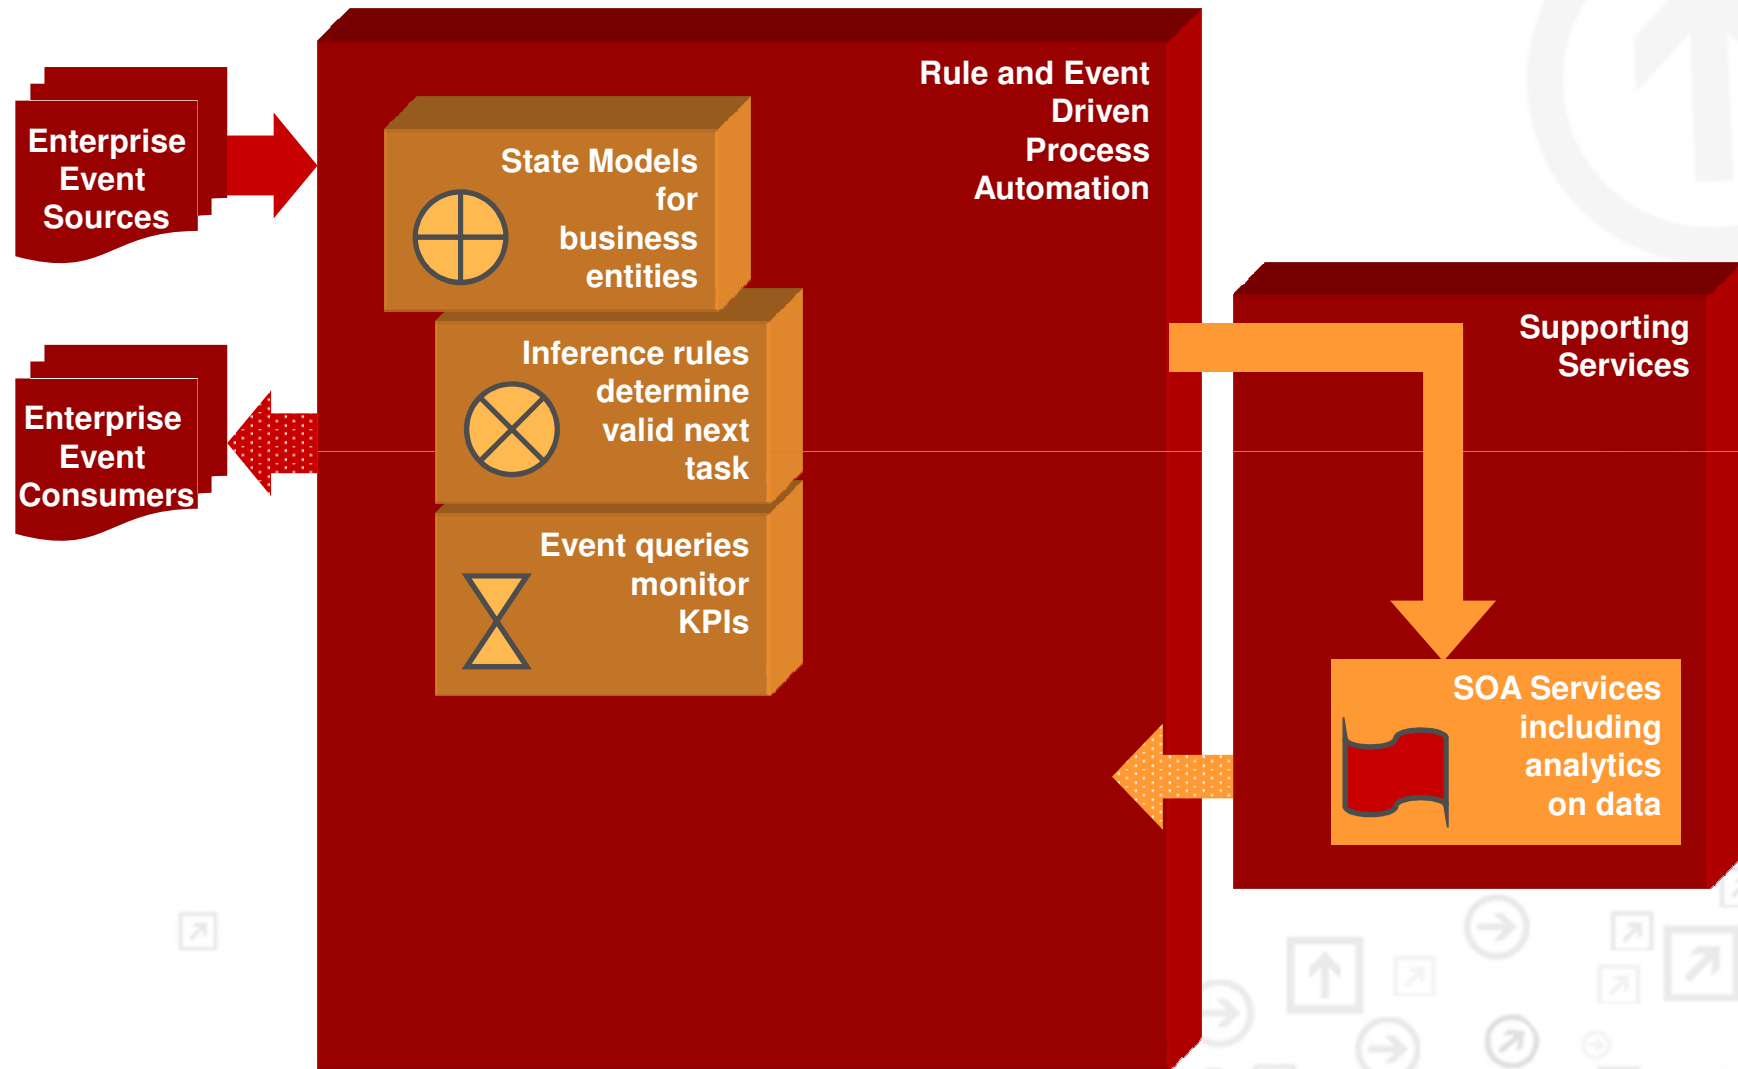 Enterprise
Event
Sources
Enterprise
Event
Consumers
Rule and Event
Driven
Process
Automation
State Models
for
business
entities
Inference rules
determine
valid next
task
Event queries
monitor
KPIs
Supporting
Services
SOA Services
including
analytics
on data